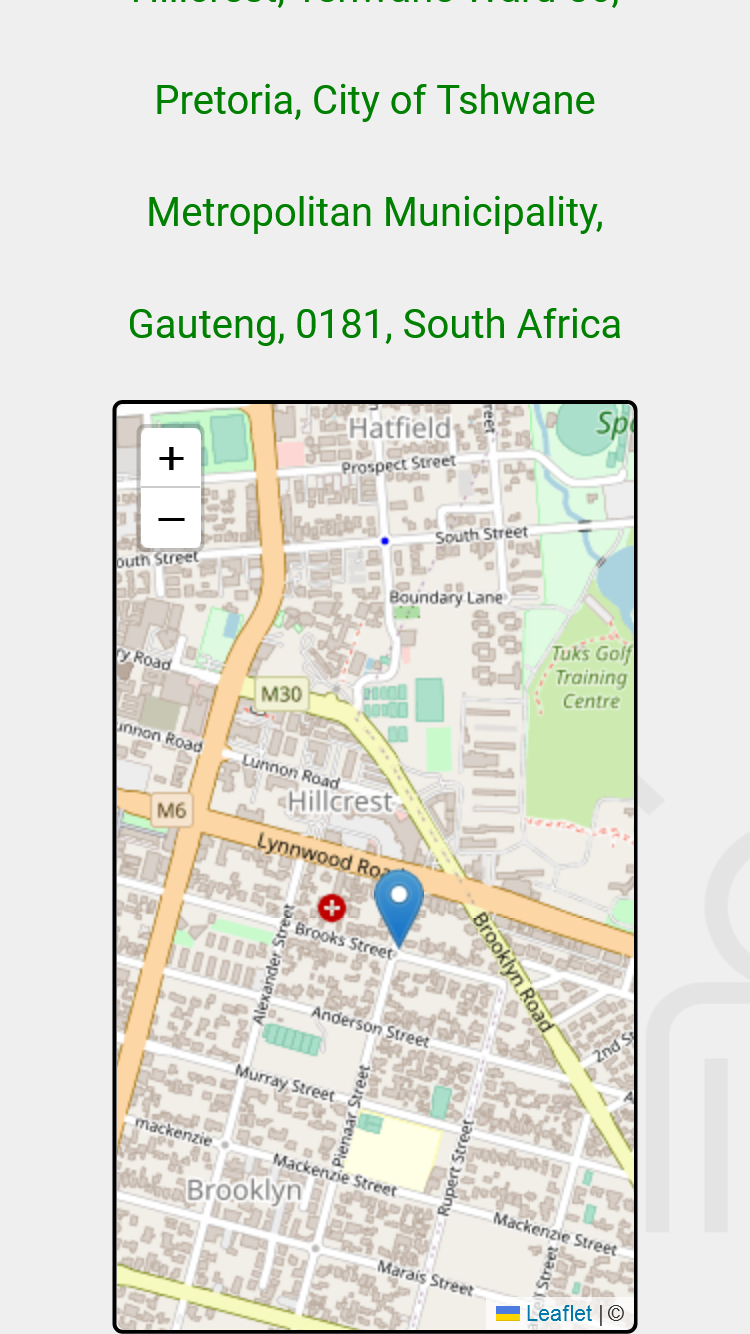 Pretoria, City of Tshwane
Metropolitan Municipality,
Gauteng, 0181, South Africa
Hatfield
Prospect Street
+
−
South Street
outh Street
Boundary Lane
ry Road
Tuks Golf
Training
Centre
M30
unnon Road
Lunnon Road
Hillcrest
M6
Lynnwood Roa
Brooks Street
Brooklyn Road
Alexander Street
Anderson Street
2nd St
Murray Street
Pienaar Street
mackenzie
Mackenzie Street
Rupert Street
Brooklyn
Mackenzie Street
Marais Street
Street
Leaflet | ©